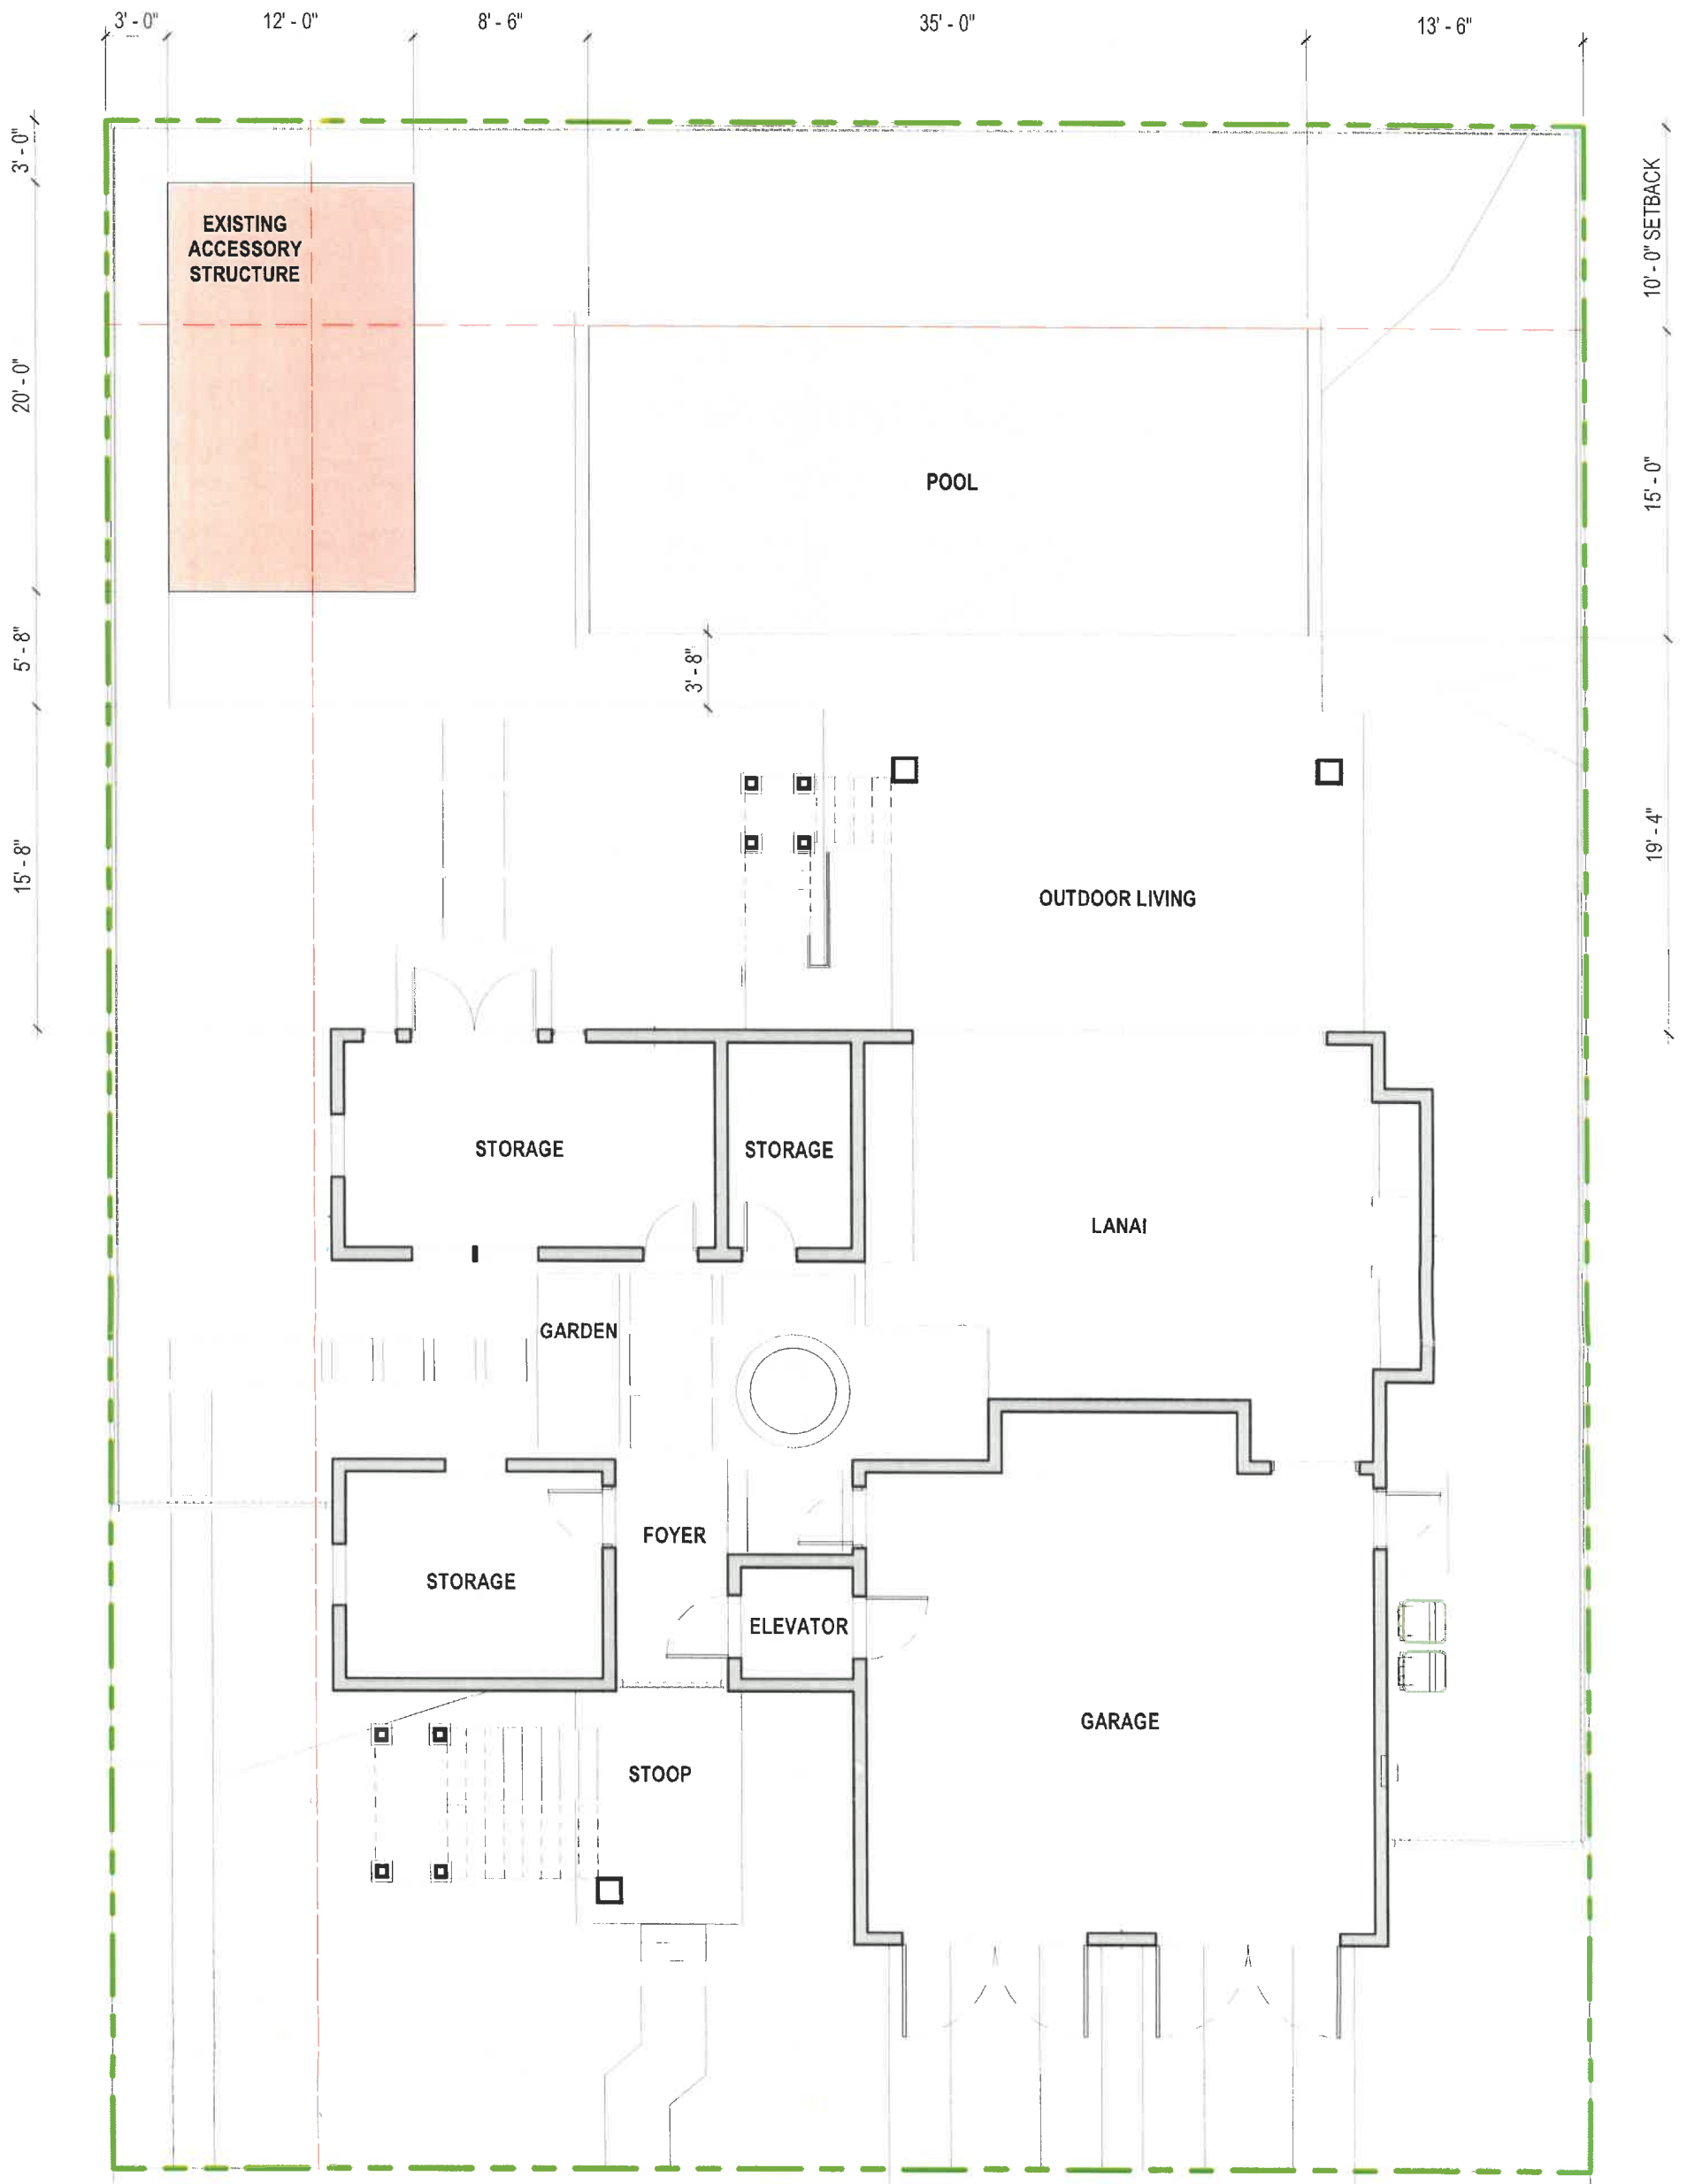 3' - 0"
12' - 0"
8' - 6"
35' - 0"
13' - 6"
3' - 0"
10' - 0" SETBACK
EXISTING
ACCESSORY
STRUCTURE
20' - 0"
POOL
15' - 0"
5' - 8"
3' - 8"
15' - 8"
19' - 4"
OUTDOOR LIVING
STORAGE
STORAGE
LANAI
GARDEN
FOYER
STORAGE
ELEVATOR
GARAGE
STOOP